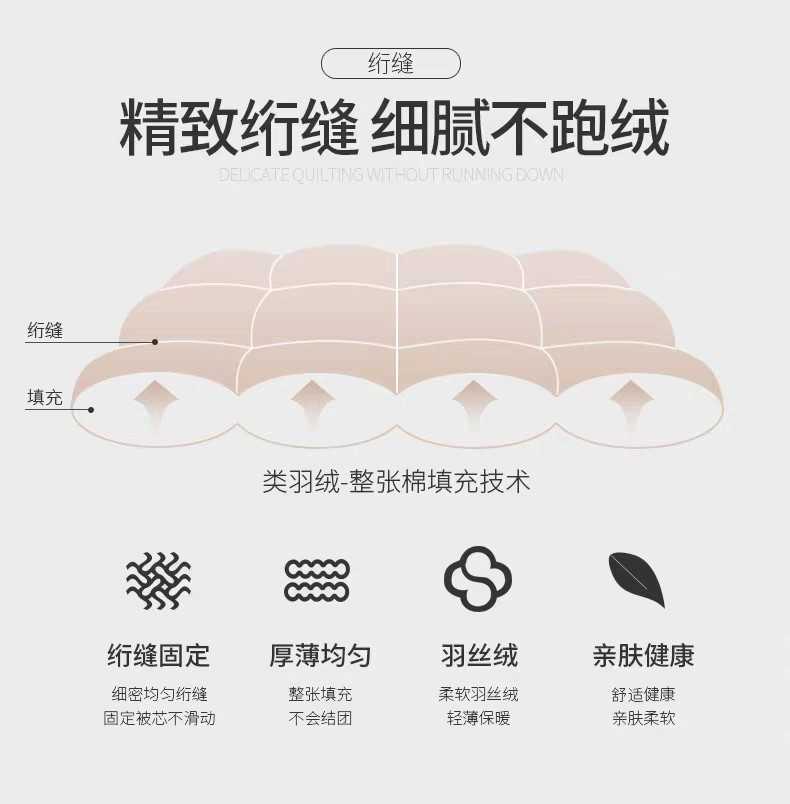 绗缝
精致绗缝 细腻不跑绒
DELICATE QUILTING WITHOUT RUNNING DOWN
绗缝
填充
类羽绒-整张棉填充技术
绗缝固定
细密均匀绗缝
固定被芯不滑动
厚薄均匀
整张填充
不会结团
羽丝绒
柔软羽丝绒
轻薄保暖
亲肤健康
舒适健康
亲肤柔软